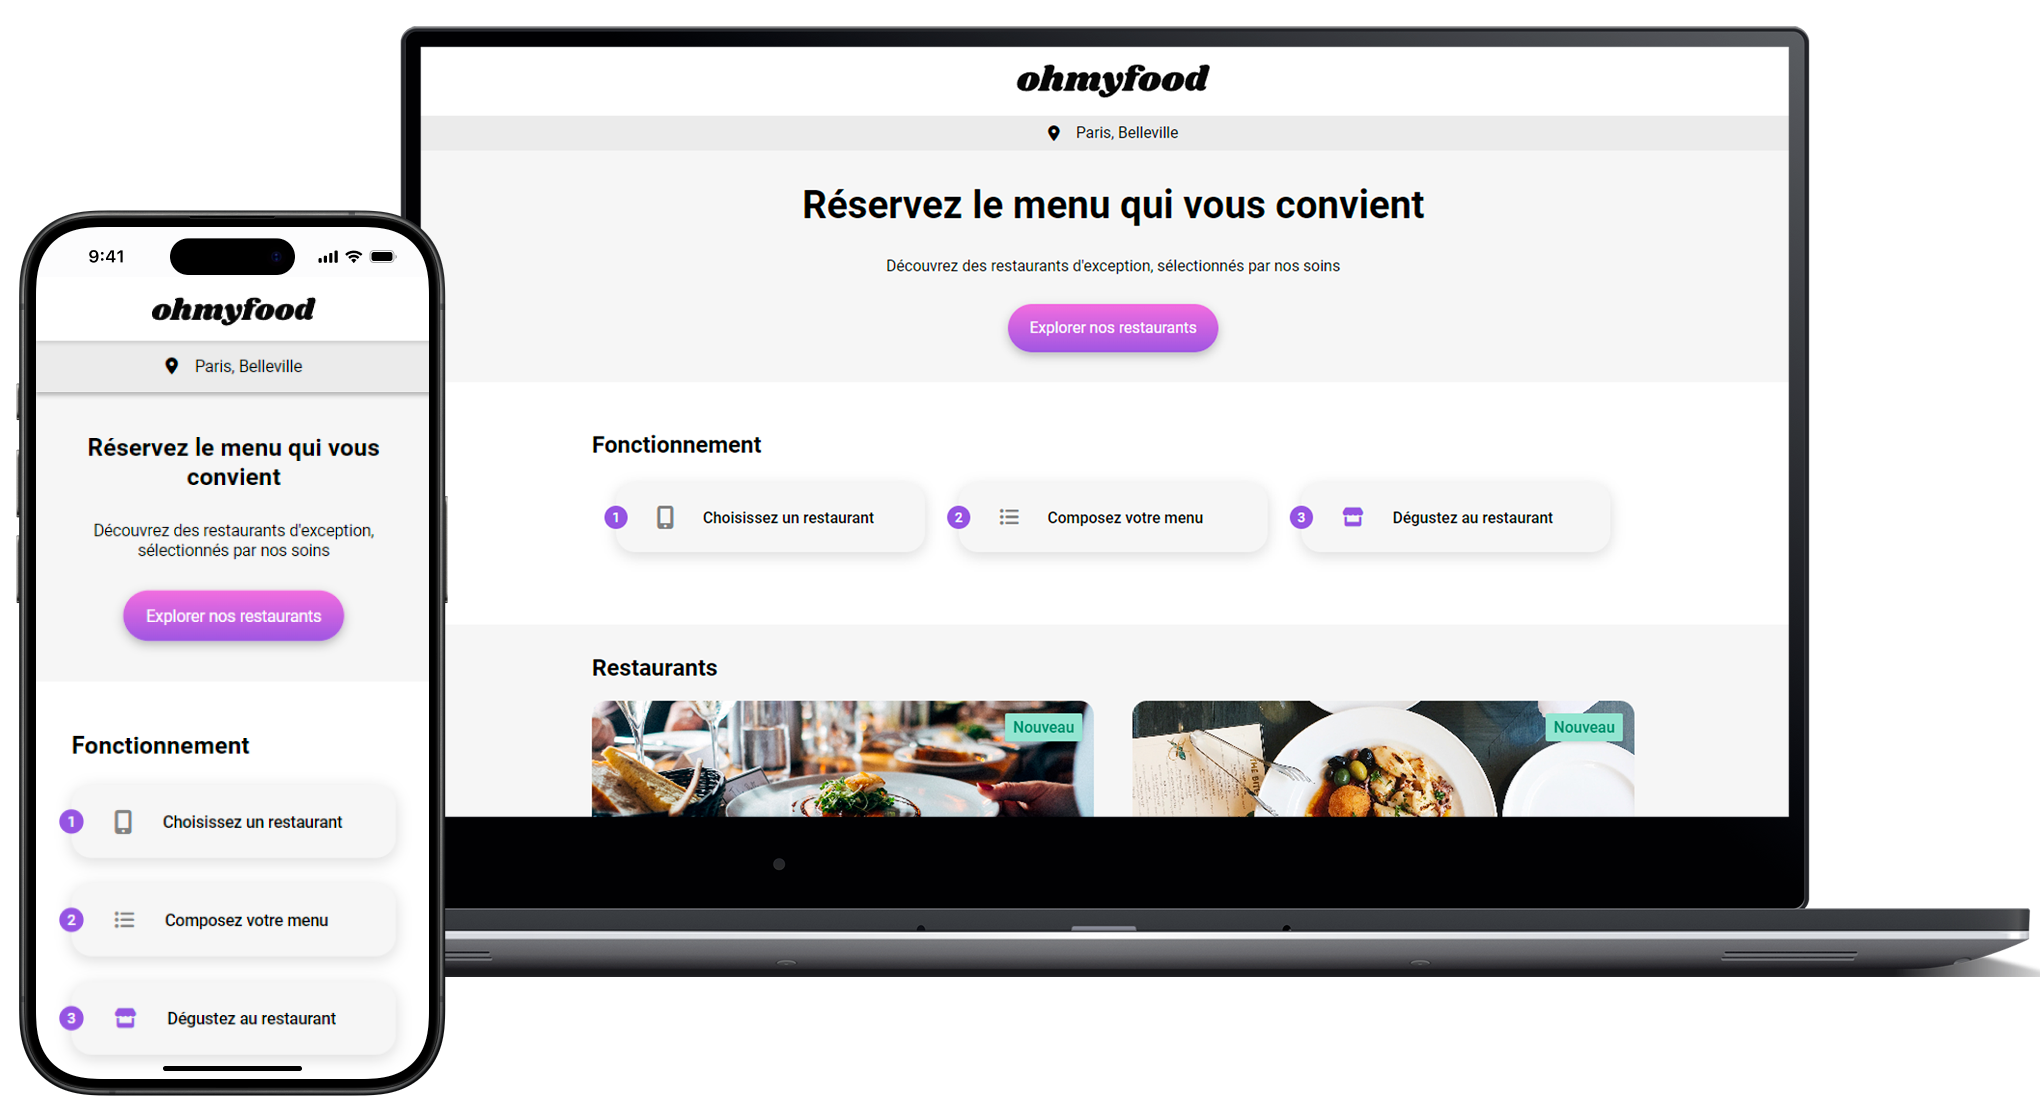 9:41
ohmyfood
Paris, Belleville
Réservez le menu qui vous
convient
Découvrez des restaurants d'exception,
sélectionnés par nos soins
Explorer nos restaurants
Fonctionnement
1 Choisissez un restaurant
2 Composez votre menu
3 Dégustez au restaurant
ohmyfood
Paris, Belleville
Réservez le menu qui vous convient
Découvrez des restaurants d'exception, sélectionnés par nos soins
Explorer nos restaurants
Fonctionnement
1 Choisissez un restaurant
2 Composez votre menu
3 Dégustez au restaurant
Restaurants
Nouveau
Nouveau